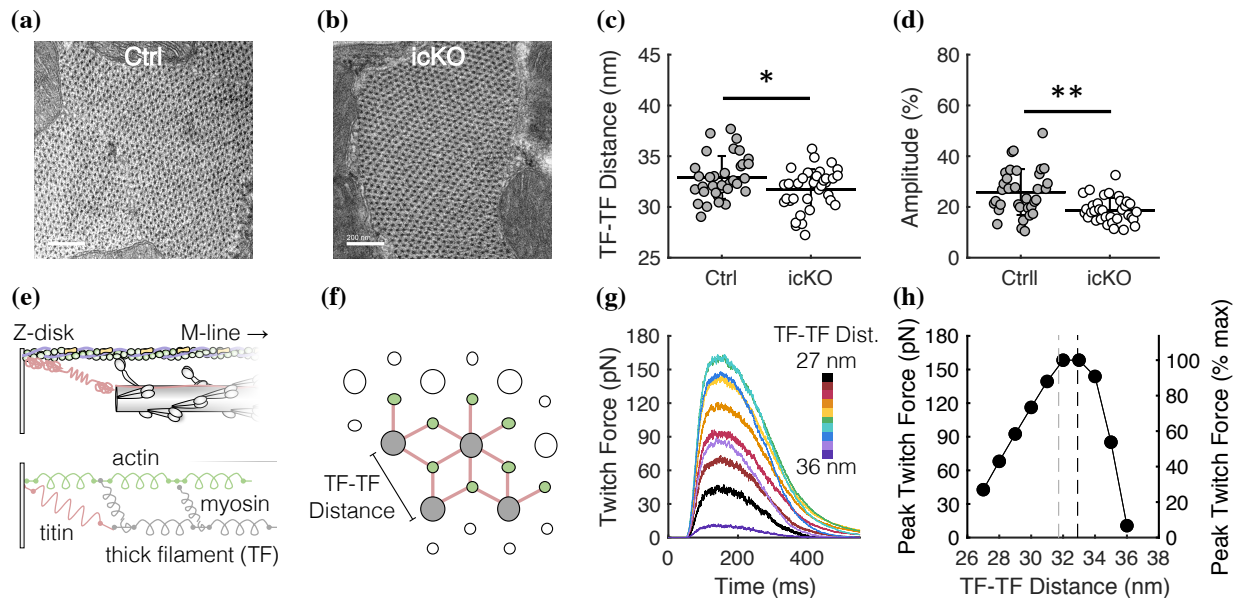 (a)
Ctrl
(b)
icKO
200 nm
(c)
TF-TF Distance (nm)
45
40
35
30
25
*
Ctrl
icKO
(d)
Amplitude (%)
80
60
40
20
0
**
Ctrll
icKO
(e)
Z-disk
M-line →
actin
myosin
titin
thick filament (TF)
(f)
TF-TF
Distance
(g)
Twitch Force (pN)
180
150
120
90
60
30
0
TF-TF Dist.
27 nm
36 nm
0
200
400
Time (ms)
(h)
Peak Twitch Force (pN)
180
150
120
90
60
30
0
100
80
60
40
20
0
Peak Twitch Force (% max)
26 28 30 32 34 36 38
TF-TF Distance (nm)